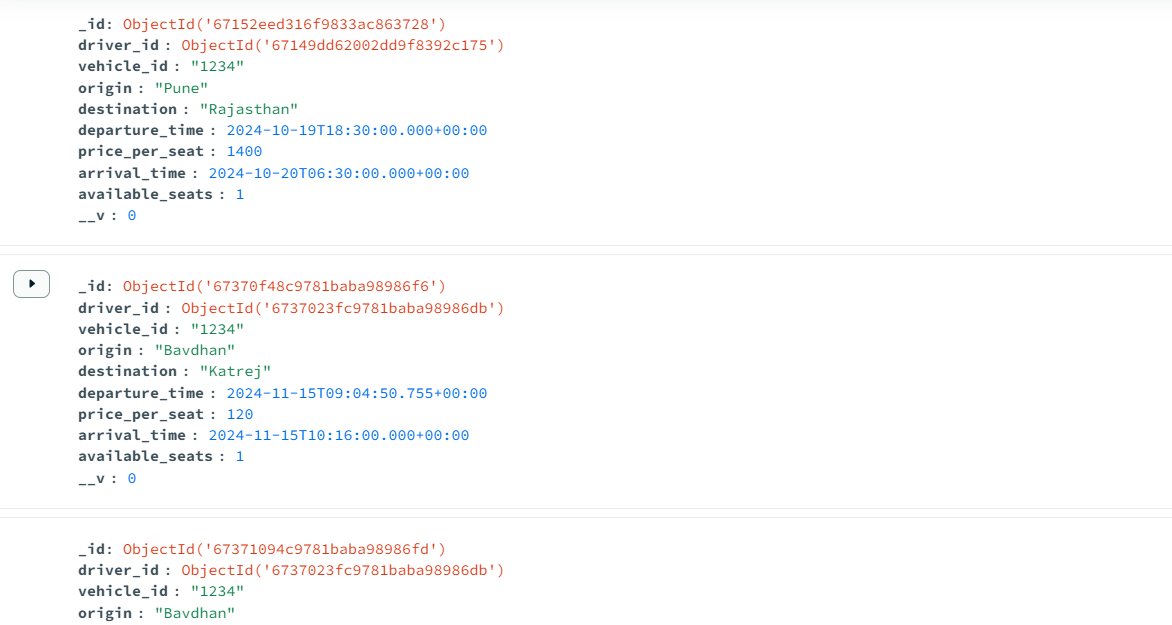 _id: ObjectId('67152eed316f9833ac863728')
driver_id : ObjectId('67149dd62002dd9f8392c175')
vehicle_id : "1234"
origin : "Pune"
destination : "Rajasthan"
departure_time : 2024-10-19T18:30:00.000+00:00
price_per_seat : 1400
arrival_time : 2024-10-20T06:30:00.000+00:00
available_seats : 1
__v : 0
_id: ObjectId('67370f48c9781baba98986f6')
driver_id : ObjectId('6737023fc9781baba98986db')
vehicle_id : "1234"
origin : "Bavdhan"
destination : "Katrej"
departure_time : 2024-11-15T09:04:50.755+00:00
price_per_seat : 120
arrival_time : 2024-11-15T10:16:00.000+00:00
available_seats : 1
__v : 0
_id: ObjectId('67371094c9781baba98986fd')
driver_id : ObjectId('6737023fc9781baba98986db')
vehicle_id : "1234"
origin : "Bavdhan"